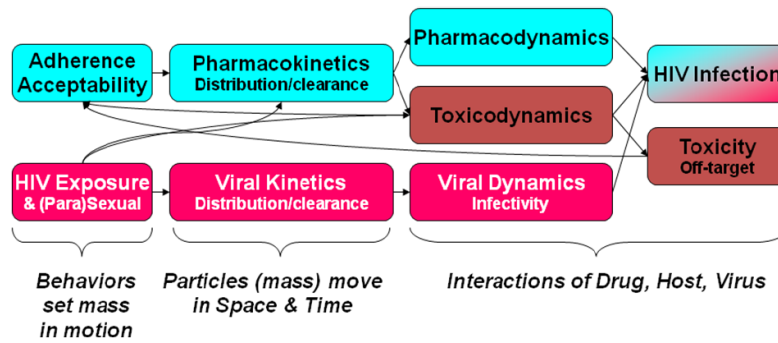 Adherence
Acceptability
Pharmacokinetics
Distribution/clearance
Pharmacodynamics
Toxicodynamics
HIV Infection
Toxicity
Off-target
HIV Exposure
& (Para)Sexual
Viral Kinetics
Distribution/clearance
Viral Dynamics
Infectivity
Behaviors
set mass
in motion
Particles (mass) move
in Space & Time
Interactions of Drug, Host, Virus